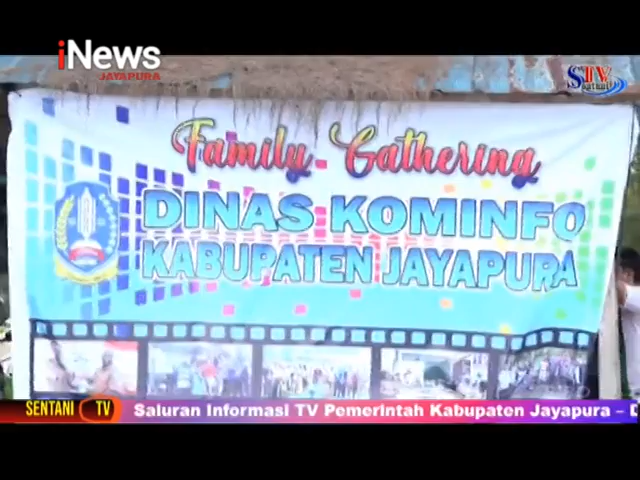 iNews
JAYAPURA
STV
Family Gathering
DINAS KOMINFO
KABUPATEN JAYAPURA
SENTANI TV
Saluran Informasi TV Pemerintah Kabupaten Jayapura –